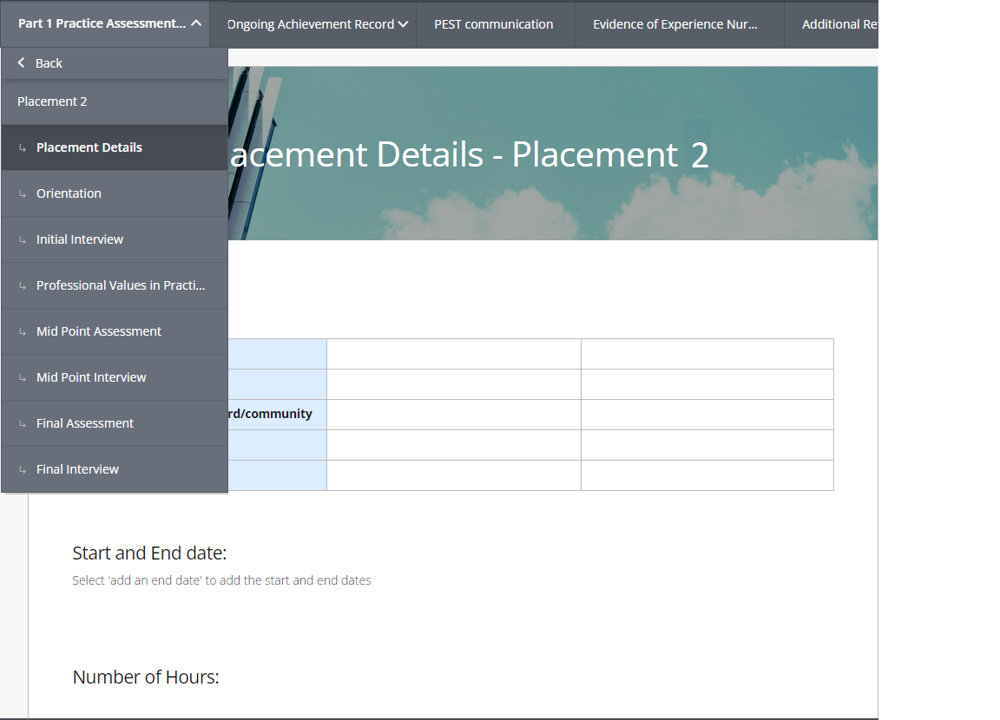 Part 1 Practice Assessment...
Ongoing Achievement Record
PEST communication
Evidence of Experience Nur...
Additional Re
Back
Placement 2
Placement Details
Orientation
Initial Interview
Professional Values in Practi...
Mid Point Assessment
Mid Point Interview
Final Assessment
Final Interview
acement Details - Placement 2
rd/community
Start and End date:
Select 'add an end date' to add the start and end dates
Number of Hours: